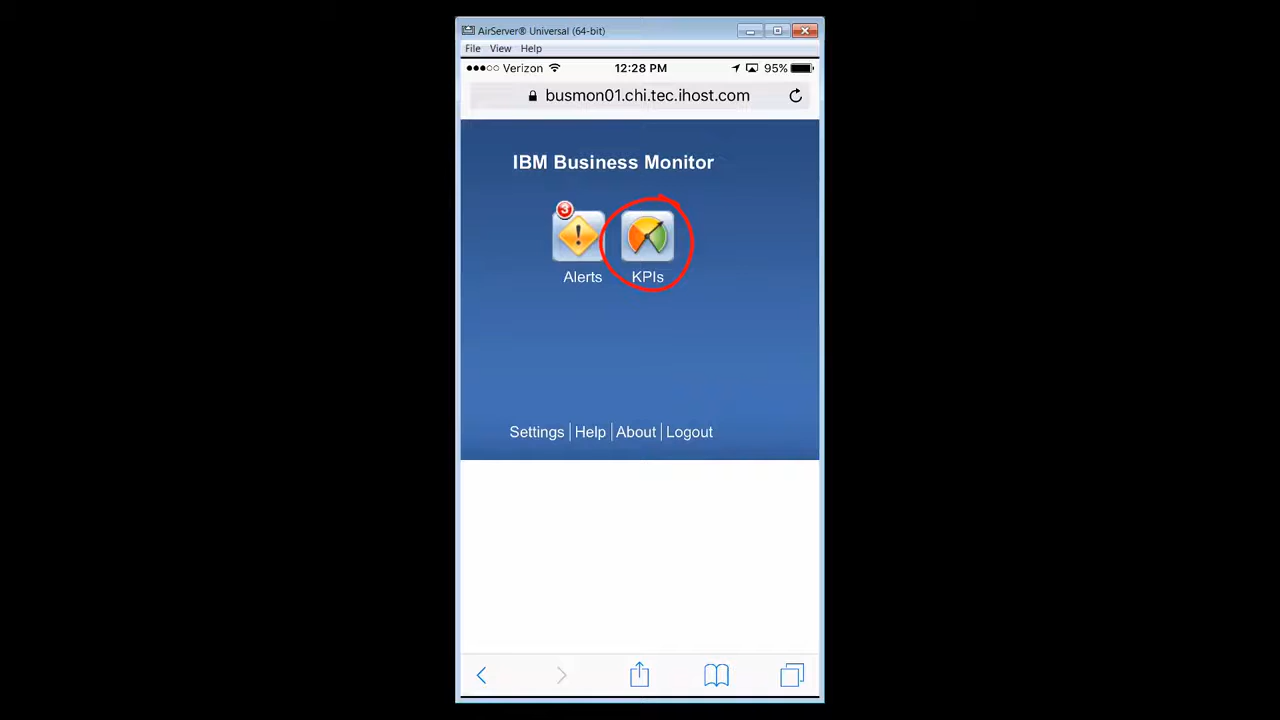 AirServer® Universal (64-bit)
File View Help
Verizon 12:28 PM 95%
busmon01.chi.tec.ihost.com
IBM Business Monitor
3
Alerts KPIs
Settings Help About Logout